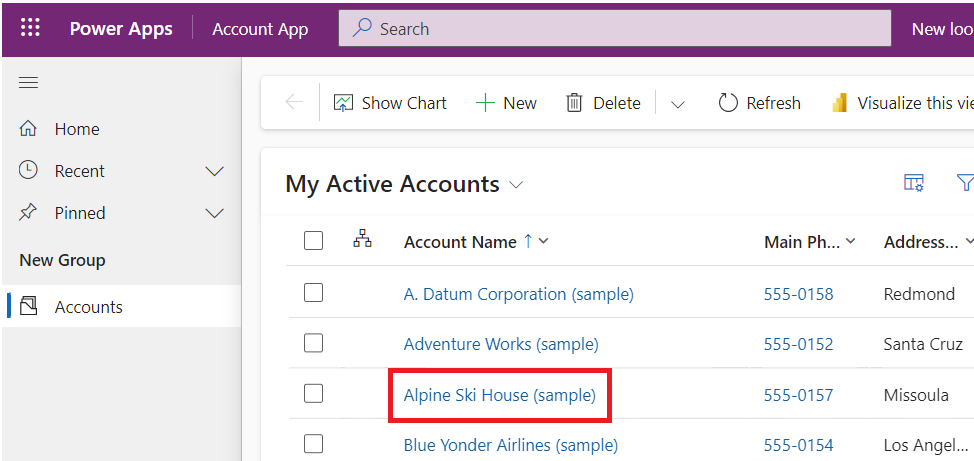 Power Apps Account App Search New loo
Show Chart New Delete Refresh Visualize this vie
Home
Recent
Pinned
New Group
Accounts
My Active Accounts
Account Name Main Ph... Address...
A. Datum Corporation (sample) 555-0158 Redmond
Adventure Works (sample) 555-0152 Santa Cruz
Alpine Ski House (sample) 555-0157 Missoula
Blue Yonder Airlines (sample) 555-0154 Los Angel...